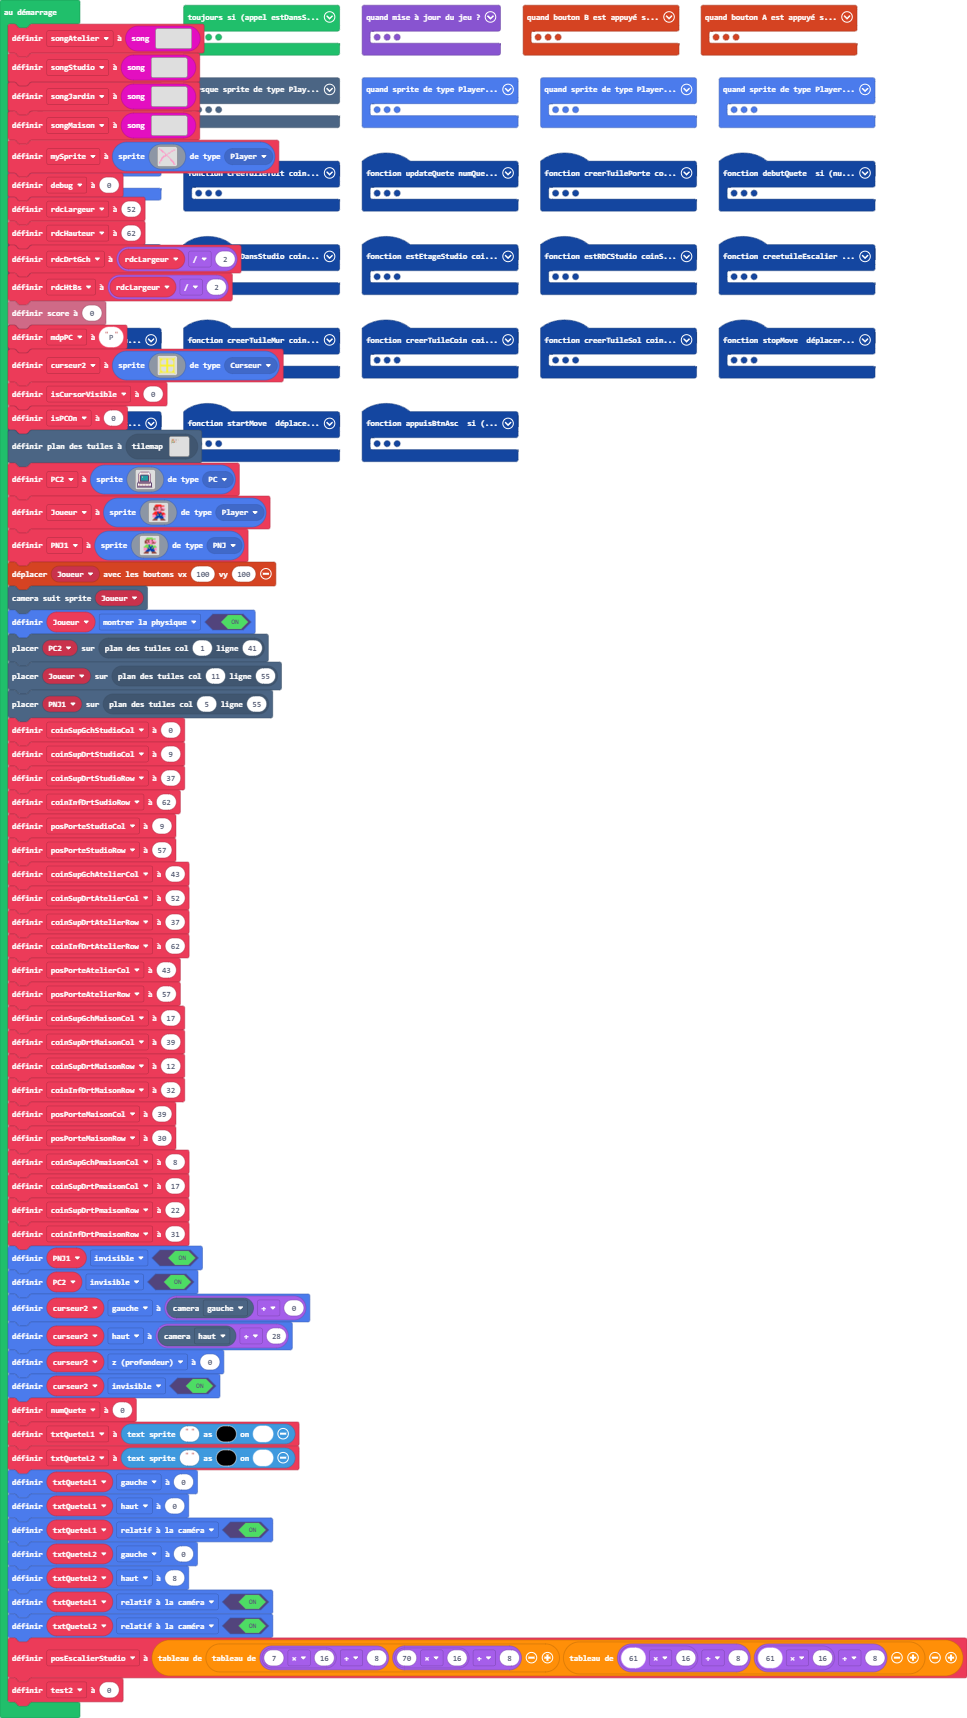 au démarrage
toujours si (appel estDansS...
quand mise à jour du jeu ?
quand bouton B est appuyé s...
quand bouton A est appuyé s...
définir songAtelier à song
définir songStudio à song
définir songJardin à song
rsque sprite de type Play...
quand sprite de type Player...
quand sprite de type Player...
quand sprite de type Player...
définir songMaison à song
définir mySprite à sprite de type Player
fonction creeTuileToit coin...
fonction updateQuete numQue...
fonction creerTuilePorte co...
fonction debutQuete si (nu...
définir debug à 0
définir rdcLargeur à 52
définir rdcHauteur à 62
définir rdcDrtGch à rdcLargeur / 2
DansStudio coin...
fonction estEtageStudio coi...
fonction estRDCStudio coinS...
fonction creetuileEscalier ...
définir rdcHtBs à rdcLargeur / 2
définir score à 0
définir mdpPC à "P"
...
fonction creerTuileMur coin...
fonction creerTuileCoin coi...
fonction creerTuileSol coin...
fonction stopMove déplacer...
définir curseur2 à sprite de type Curseur
définir isCursorVisible à 0
définir isPCOn à 0
...
fonction startMove déplace...
fonction appuisBtnAsc si (...
définir plan des tuiles à tilemap
définir PC2 à sprite de type PC
définir Joueur à sprite de type Player
définir PNJ1 à sprite de type PNJ
déplacer Joueur avec les boutons vx 100 vy 100
camera suit sprite Joueur
définir Joueur montrer la physique ON
placer PC2 sur plan des tuiles col 1 ligne 41
placer Joueur sur plan des tuiles col 11 ligne 55
placer PNJ1 sur plan des tuiles col 5 ligne 55
définir coinSupGchStudioCol à 0
définir coinSupDrtStudioCol à 9
définir coinSupDrtStudioRow à 37
définir coinInfDrtSudioRow à 62
définir posPorteStudioCol à 9
définir posPorteStudioRow à 57
définir coinSupGchAtelierCol à 43
définir coinSupDrtAtelierCol à 52
définir coinSupDrtAtelierRow à 37
définir coinInfDrtAtelierRow à 62
définir posPorteAtelierCol à 43
définir posPorteAtelierRow à 57
définir coinSupGchMaisonCol à 17
définir coinSupDrtMaisonCol à 39
définir coinSupDrtMaisonRow à 12
définir coinInfDrtMaisonRow à 32
définir posPorteMaisonCol à 39
définir posPorteMaisonRow à 30
définir coinSupGchPmaisonCol à 8
définir coinSupDrtPmaisonCol à 17
définir coinSupDrtPmaisonRow à 22
définir coinInfDrtPmaisonRow à 31
définir PNJ1 invisible ON
définir PC2 invisible ON
définir curseur2 gauche à camera gauche + 0
définir curseur2 haut à camera haut + 28
définir curseur2 z (profondeur) à 0
définir curseur2 invisible ON
définir numQuete à 0
définir txtQueteL1 à text sprite " " as on
définir txtQueteL2 à text sprite " " as on
définir txtQueteL1 gauche à 0
définir txtQueteL1 haut à 0
définir txtQueteL1 relatif à la caméra ON
définir txtQueteL2 gauche à 0
définir txtQueteL2 haut à 8
définir txtQueteL1 relatif à la caméra ON
définir txtQueteL2 relatif à la caméra ON
définir posEscalierStudio à tableau de tableau de 7 × 16 + 8 70 × 16 + 8 tableau de 61 × 16 + 8 61 × 16 + 8
définir test2 à 0